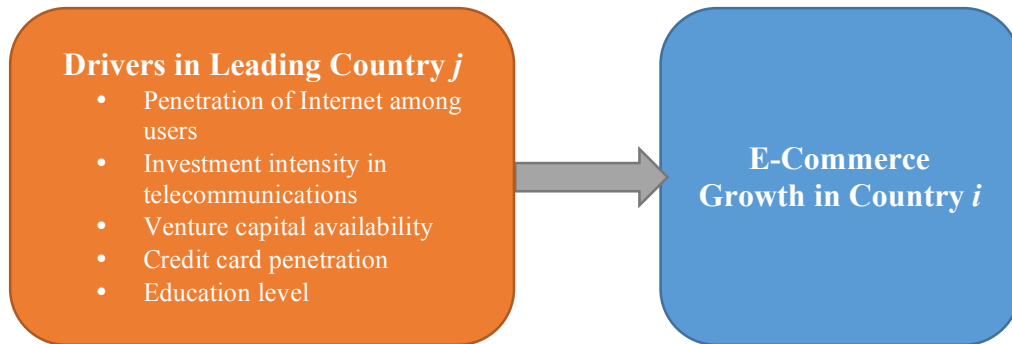 Drivers in Leading Country j
• Penetration of Internet among
users
• Investment intensity in
telecommunications
• Venture capital availability
• Credit card penetration
• Education level
E-Commerce
Growth in Country i